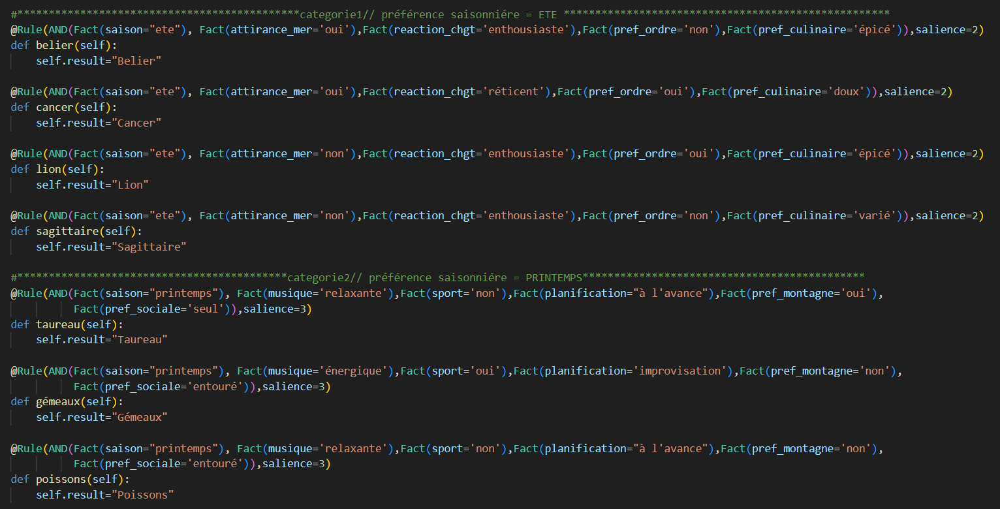 #*********************************************categorie1// préférence saisonniére = ETE ****************************************************
@Rule(AND(Fact(saison="ete"), Fact(attirance_mer='oui'),Fact(reaction_chgt='enthousiaste'),Fact(pref_ordre='non'),Fact(pref_culinaire='épicé')),salience=2)
def belier(self):
    self.result="Belier"

@Rule(AND(Fact(saison="ete"), Fact(attirance_mer='oui'),Fact(reaction_chgt='réticent'),Fact(pref_ordre='oui'),Fact(pref_culinaire='doux')),salience=2)
def cancer(self):
    self.result="Cancer"

@Rule(AND(Fact(saison="ete"), Fact(attirance_mer='non'),Fact(reaction_chgt='enthousiaste'),Fact(pref_ordre='oui'),Fact(pref_culinaire='épicé')),salience=2)
def lion(self):
    self.result="Lion"

@Rule(AND(Fact(saison="ete"), Fact(attirance_mer='non'),Fact(reaction_chgt='enthousiaste'),Fact(pref_ordre='non'),Fact(pref_culinaire='varié')),salience=2)
def sagittaire(self):
    self.result="Sagittaire"

#*******************************************categorie2// préférence saisonniére = PRINTEMPS*********************************************
@Rule(AND(Fact(saison="printemps"), Fact(musique='relaxante'),Fact(sport='non'),Fact(planification="à l'avance"),Fact(pref_montagne='oui'),
          Fact(pref_sociale='seul')),salience=3)
def taureau(self):
    self.result="Taureau"

@Rule(AND(Fact(saison="printemps"), Fact(musique='énergique'),Fact(sport='oui'),Fact(planification='improvisation'),Fact(pref_montagne='non'),
          Fact(pref_sociale='entouré')),salience=3)
def gémeaux(self):
    self.result="Gémeaux"

@Rule(AND(Fact(saison="printemps"), Fact(musique='relaxante'),Fact(sport='non'),Fact(planification="à l'avance"),Fact(pref_montagne='non'),
          Fact(pref_sociale='entouré')),salience=3)
def poissons(self):
    self.result="Poissons"